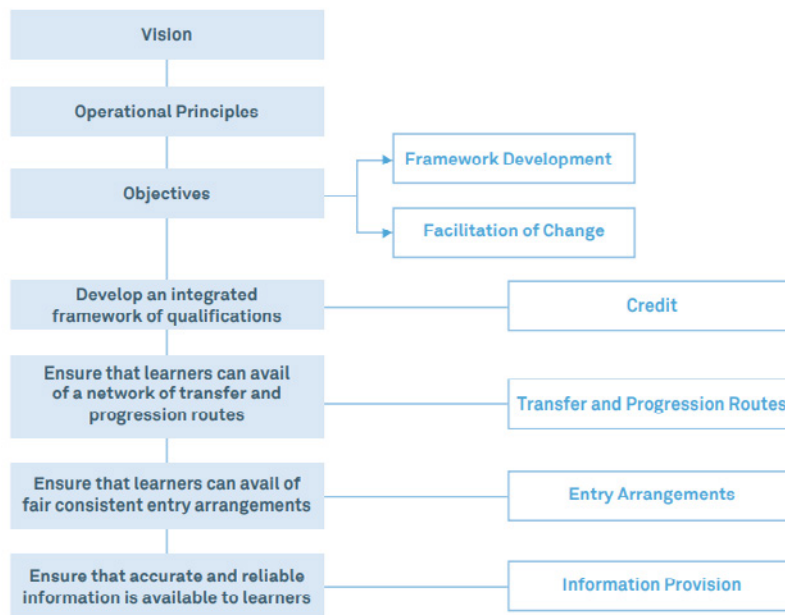 Vision
Operational Principles
Framework Development
Objectives
Facilitation of Change
Develop an integrated
framework of qualifications
Credit
Ensure that learners can avail
of a network of transfer and
progression routes
Transfer and Progression Routes
Ensure that learners can avail of
fair consistent entry arrangements
Entry Arrangements
Ensure that accurate and reliable
information is available to learners
Information Provision